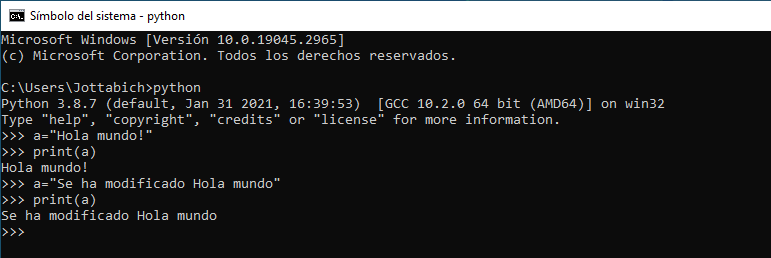 Símbolo del sistema - python
Microsoft Windows [Versión 10.0.19045.2965]
(c) Microsoft Corporation. Todos los derechos reservados.
C:\Users\Jottabich>python
Python 3.8.7 (default, Jan 31 2021, 16:39:53)  [GCC 10.2.0 64 bit (AMD64)] on win32
Type "help", "copyright", "credits" or "license" for more information.
>>> a="Hola mundo!"
>>> print(a)
Hola mundo!
>>> a="Se ha modificado Hola mundo"
>>> print(a)
Se ha modificado Hola mundo
>>>